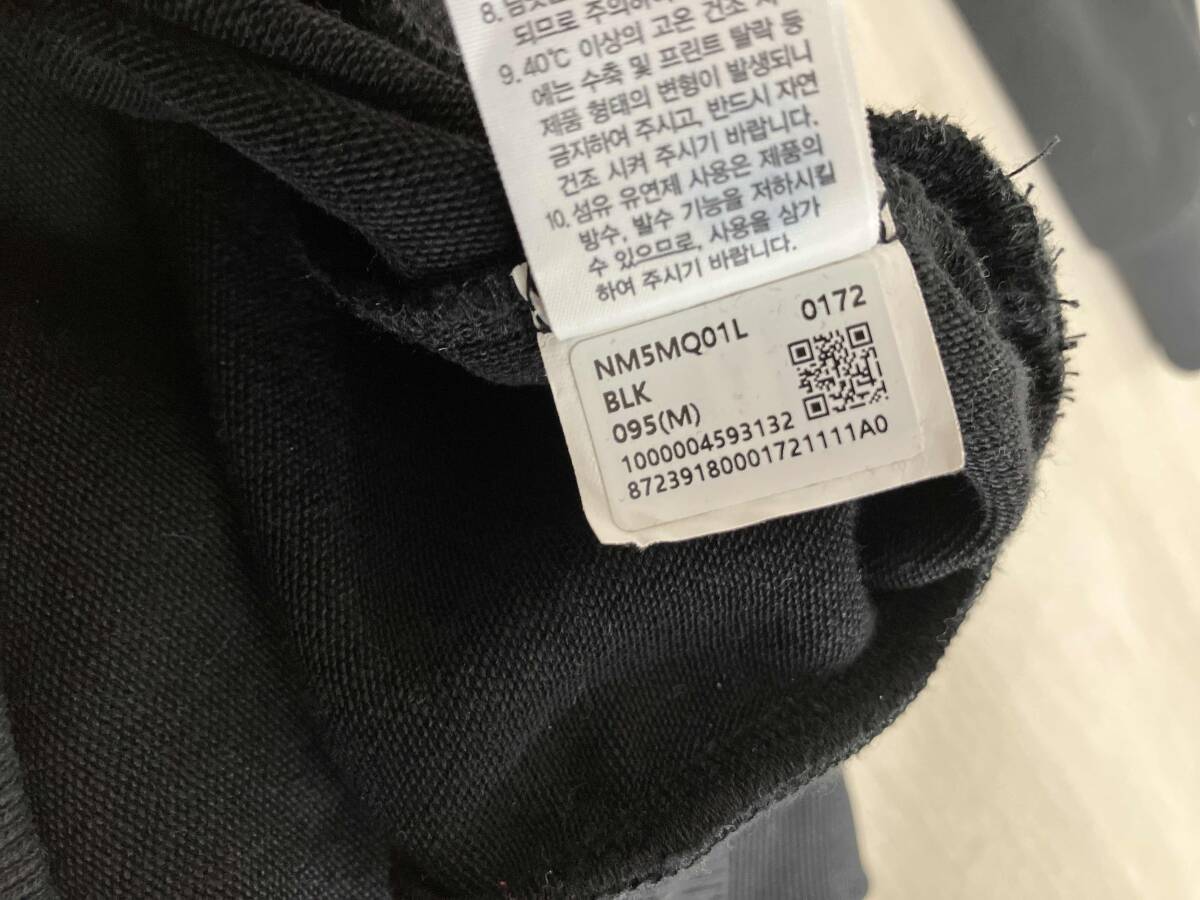 8.
되므로 주의하
9. 40℃ 이상의 고온 건조 시
에는 수축 및 프린트 탈락 등
제품 형태의 변형이 발생되니
금지하여 주시고, 반드시 자연
건조 시켜 주시기 바랍니다.
10. 섬유 유연제 사용은 제품의
방수, 발수 기능을 저하시킬
수 있으므로, 사용을 삼가
하여 주시기 바랍니다.
NM5MQ01L 0172
BLK
095(M)
1000004593132
87239180001721111A0